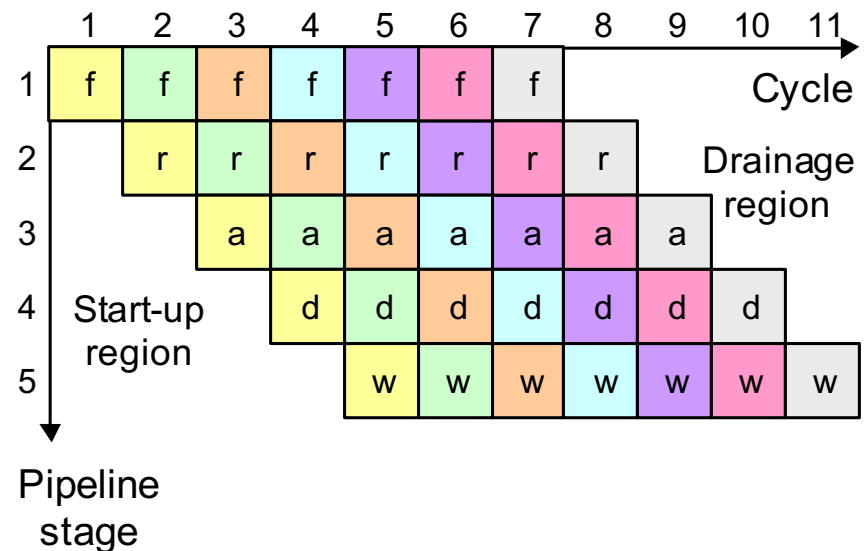 1 2 3 4 5 6 7 8 9 10 11
1 f f f f f f f Cycle
2 r r r r r r r Drainage
region
3 a a a a a a a
4 Start-up d d d d d d d
region
5 w w w w w w w
Pipeline
stage